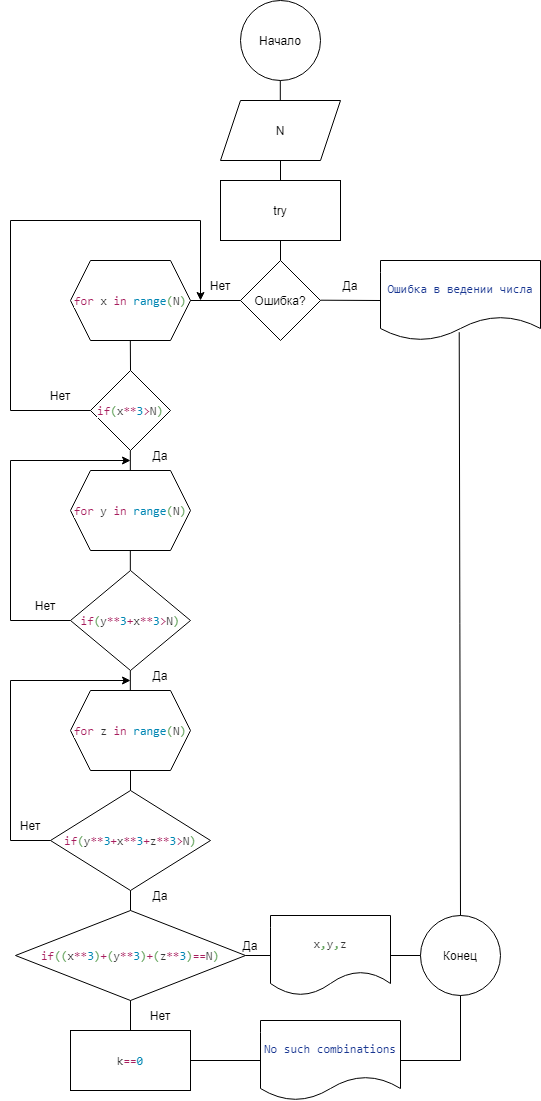 Начало
N
try
Ошибка?
Нет
Да
Ошибка в ведении числа
for x in range(N)
Нет
if(x**3>N)
Да
for y in range(N)
Нет
if(y**3+x**3>N)
Да
for z in range(N)
Нет
if(y**3+x**3+z**3>N)
Да
if((x**3)+(y**3)+(z**3)==N)
Да
x,y,z
Конец
Нет
k==0
No such combinations